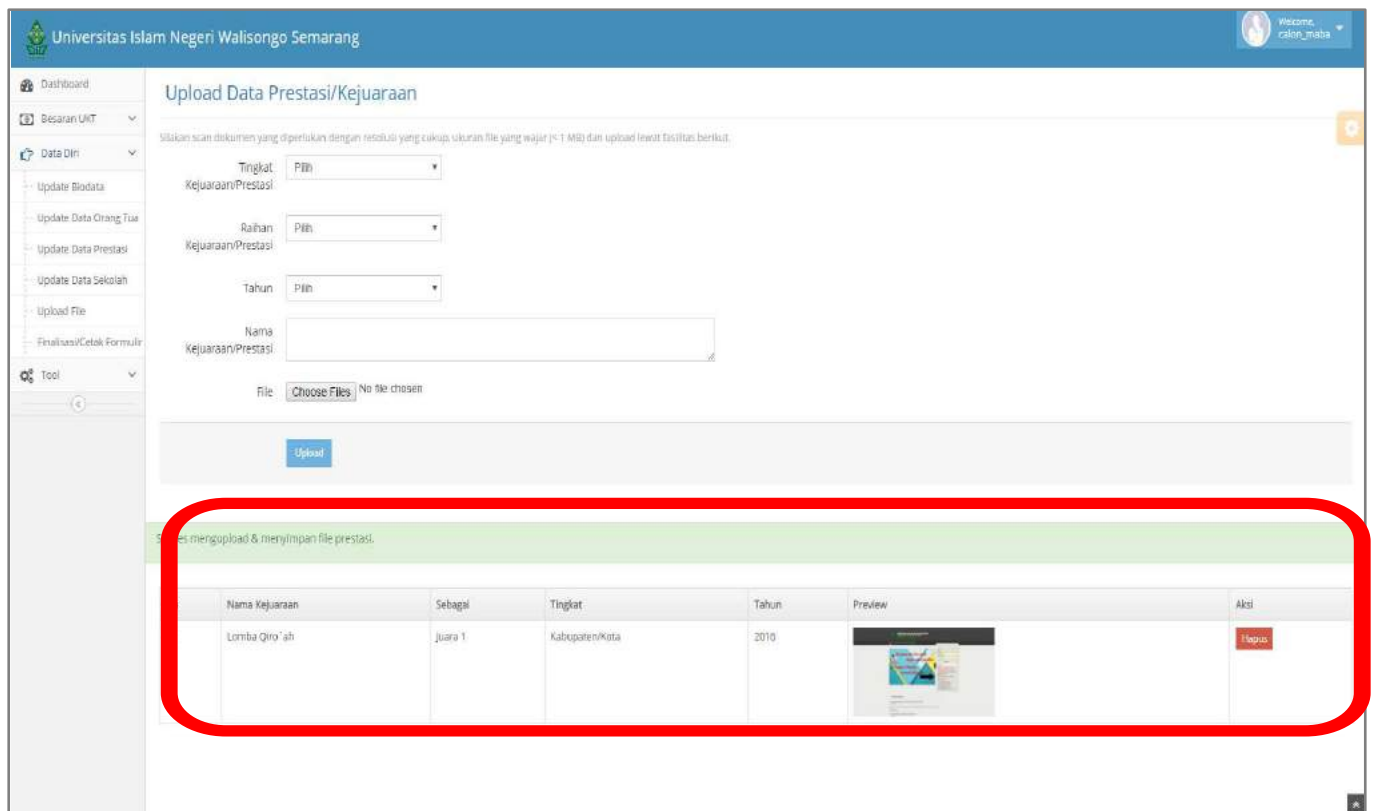 Universitas Islam Negeri Walisongo Semarang
Welcome,
calon_maba
Dashboard
Besaran UKT
Data Diri
Update Biodata
Update Data Orang Tua
Update Data Prestasi
Update Data Sekolah
Upload File
Finalisasi/Cetak Formulir
Tool
Upload Data Prestasi/Kejuaraan
Silakan scan dokumen yang diperlukan dengan resolusi yang cukup, ukuran file yang wajar (< 1 MB) dan upload lewat fasilitas berikut.
Tingkat Kejuaraan/Prestasi
Pilih
Raihan Kejuaraan/Prestasi
Pilih
Tahun
Pilih
Nama Kejuaraan/Prestasi
File
Choose Files No file chosen
Upload
mengupload & menyimpan file prestasi.
Nama Kejuaraan Sebagai Tingkat Tahun Preview Aksi
Lomba Qiro`ah Juara 1 Kabupaten/Kota Hapus